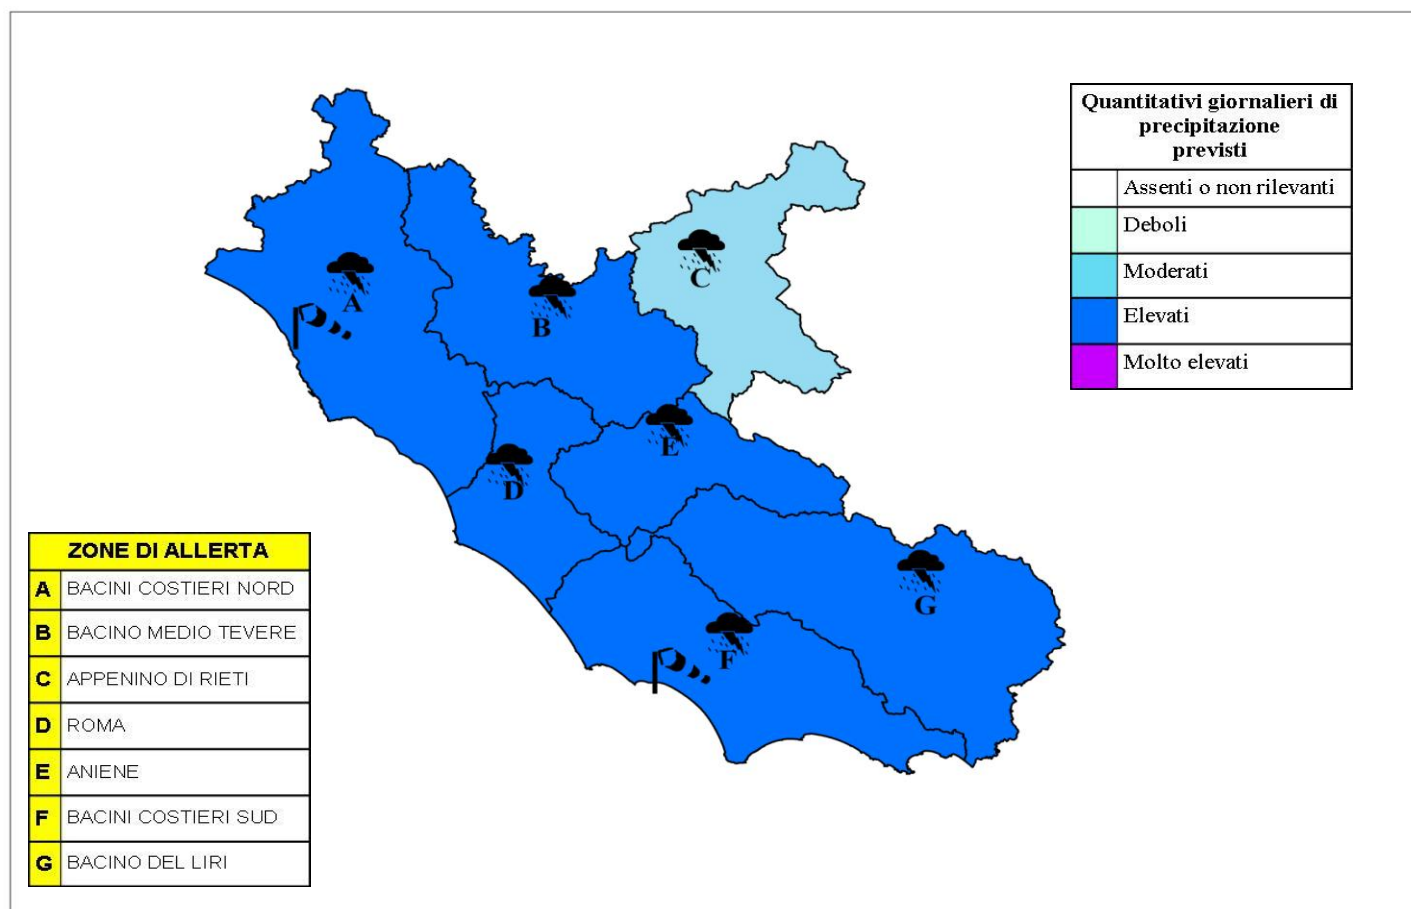 Quantitativi giornalieri di
precipitazione
previsti
Assenti o non rilevanti
Deboli
Moderati
Elevati
Molto elevati
A
B
C
D
E
F
G
ZONE DI ALLERTA
A BACINI COSTIERI NORD
B BACINO MEDIO TEVERE
C APPENINO DI RIETI
D ROMA
E ANIENE
F BACINI COSTIERI SUD
G BACINO DEL LIRI